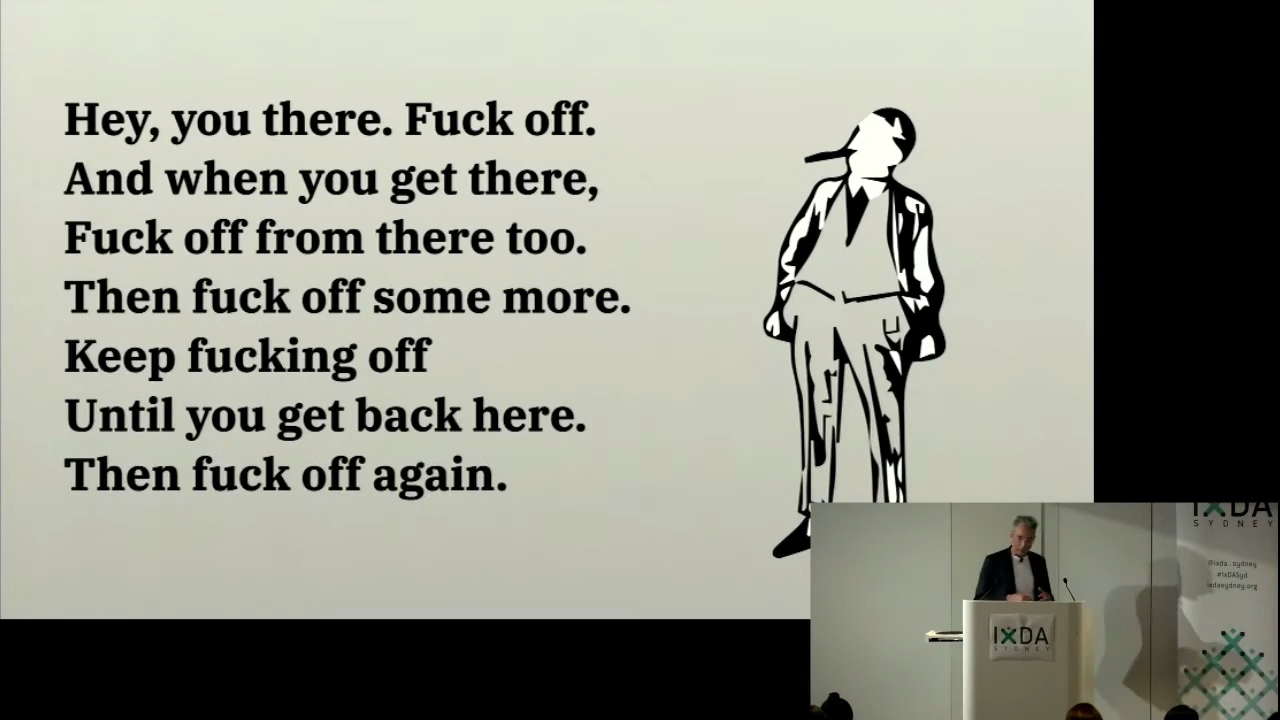 Hey, you there. Fuck off.
And when you get there,
Fuck off from there too.
Then fuck off some more.
Keep fucking off
Until you get back here.
Then fuck off again.
IXDA
SYDNEY
@ixda_sydney
#IxDASyd
ixdasydney.org
IXDA
SYDNEY